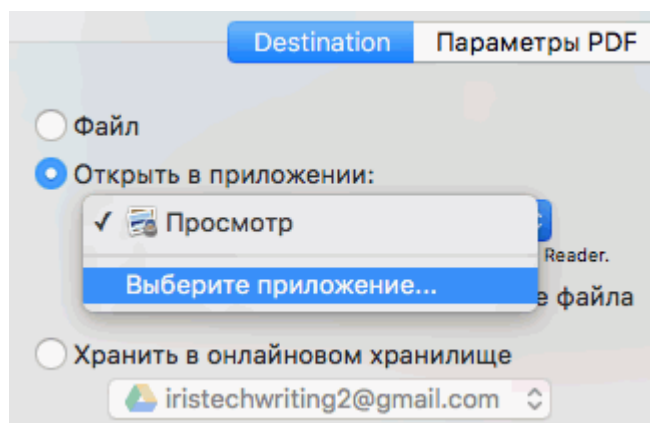 Destination Параметры PDF
Файл
Открыть в приложении:
✓ Просмотр
Reader.
Выберите приложение...
е файла
Хранить в онлайновом хранилище
iristechwriting2@gmail.com